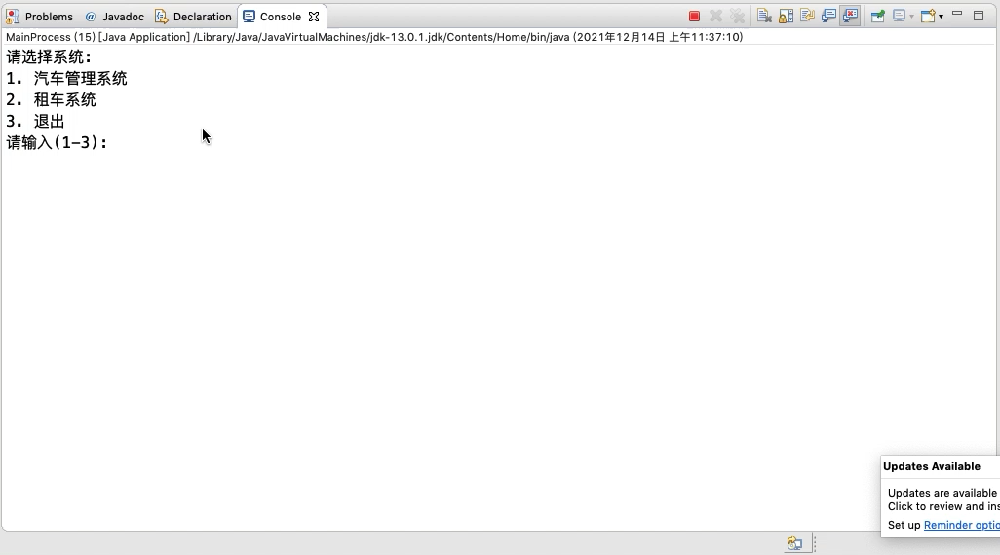 Problems Javadoc Declaration Console
MainProcess (15) [Java Application] /Library/Java/JavaVirtualMachines/jdk-13.0.1.jdk/Contents/Home/bin/java (2021年12月14日 上午11:37:10)
请选择系统:
1. 汽车管理系统
2. 租车系统
3. 退出
请输入(1-3):
Updates Available
Updates are available
Click to review and ins
Set up Reminder optio